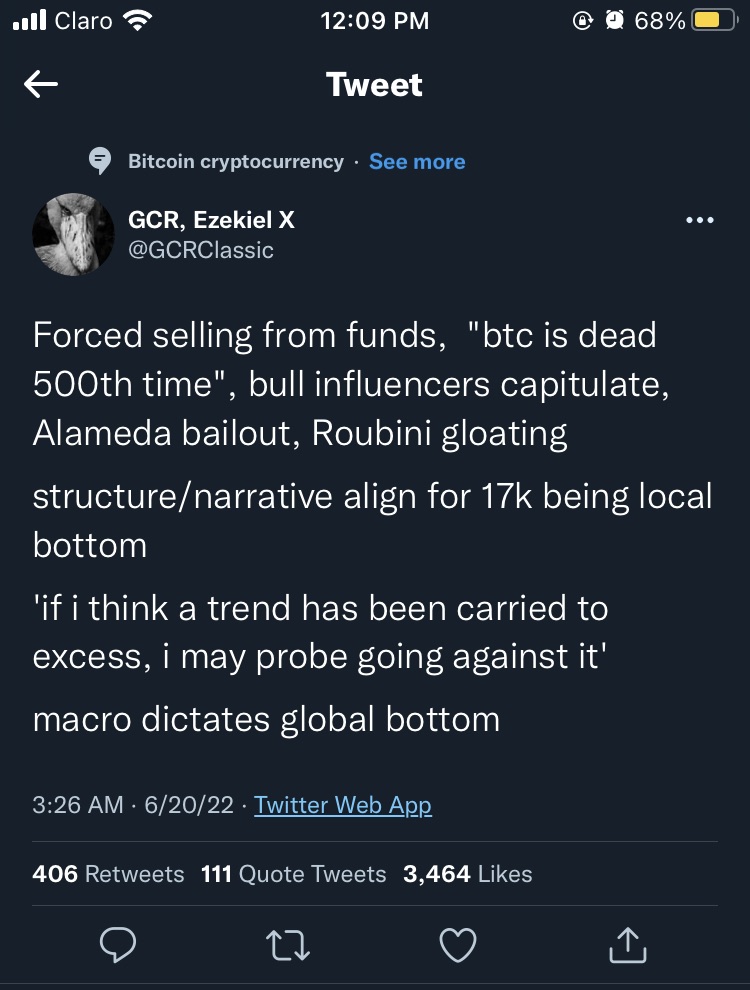 Claro 12:09 PM 68%
Tweet
Bitcoin cryptocurrency · See more
GCR, Ezekiel X
@GCRClassic
Forced selling from funds,  "btc is dead
500th time", bull influencers capitulate,
Alameda bailout, Roubini gloating
structure/narrative align for 17k being local
bottom
'if i think a trend has been carried to
excess, i may probe going against it'
macro dictates global bottom
3:26 AM · 6/20/22 · Twitter Web App
406 Retweets 111 Quote Tweets 3,464 Likes